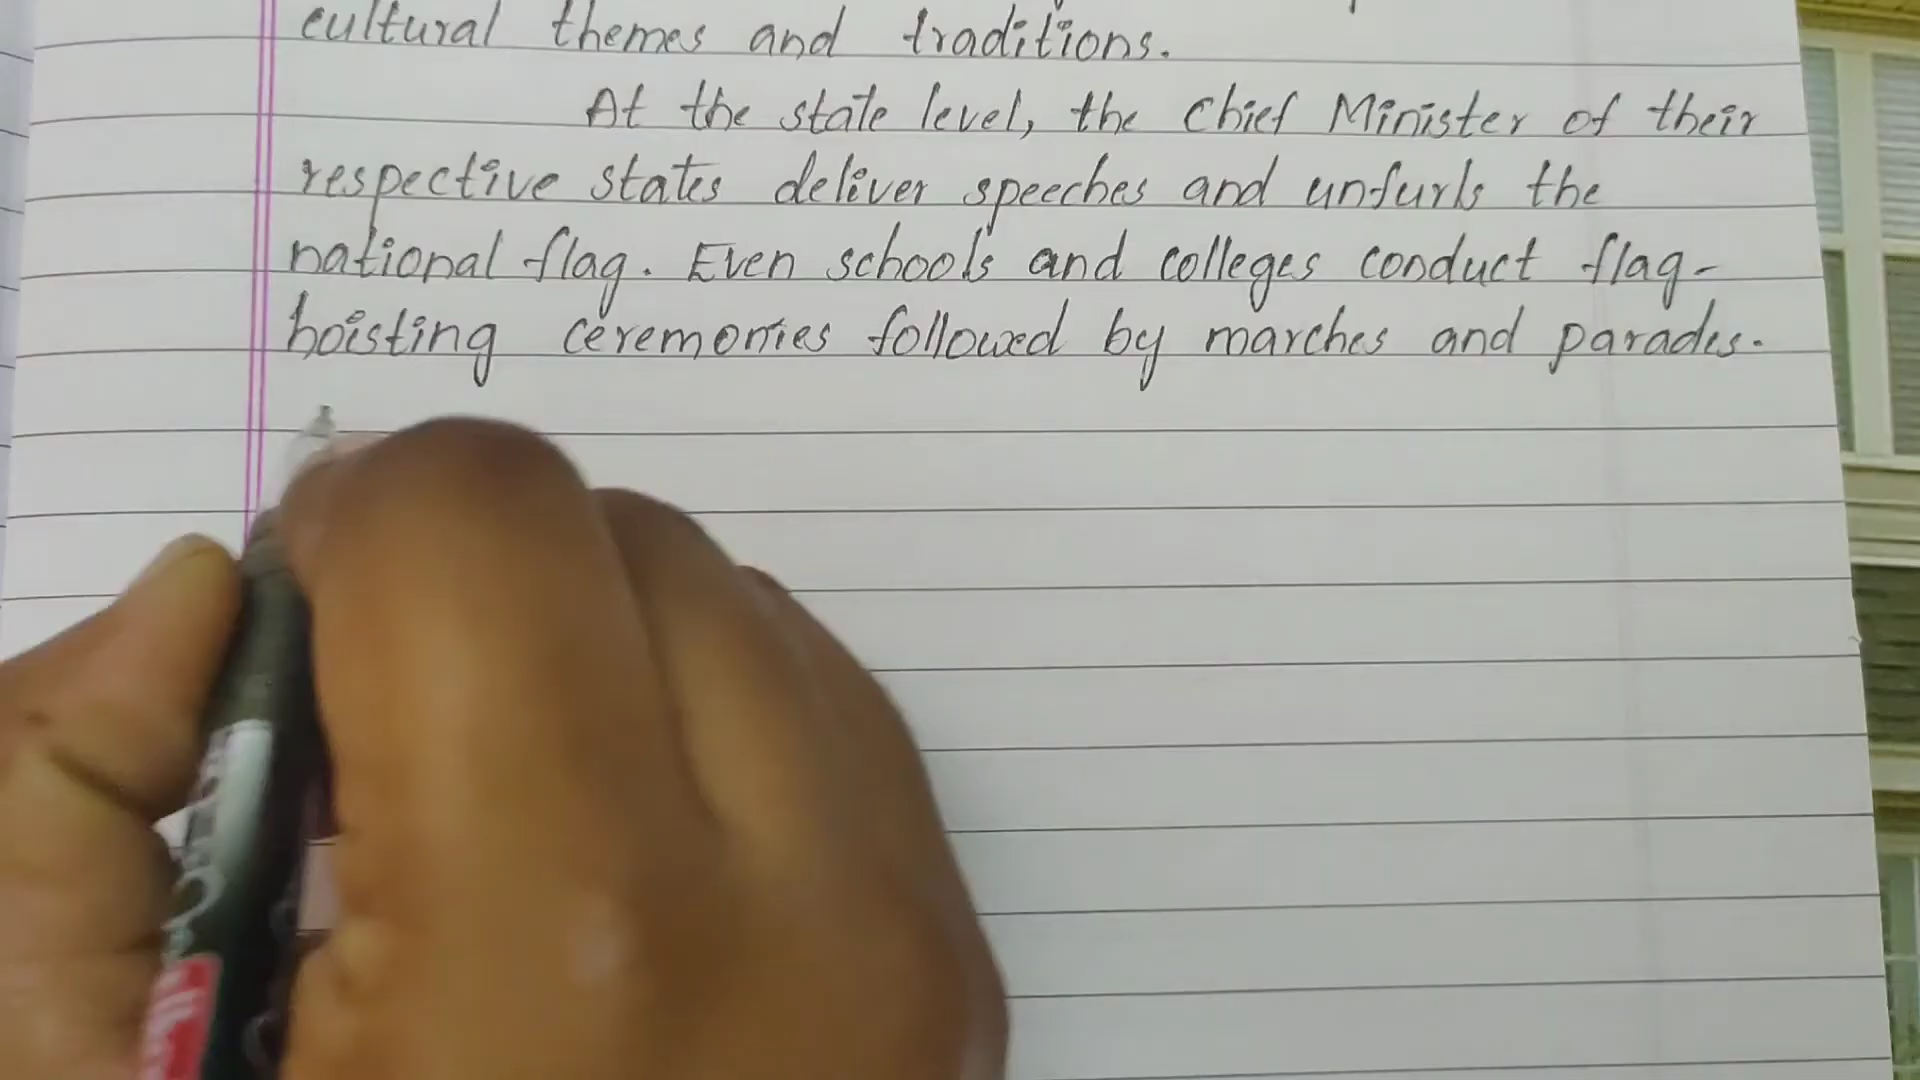 cultural themes and traditions.
At the state level, the Chief Minister of their
respective states deliver speeches and unfurls the
national flag. Even schools and colleges conduct flag-
hoisting ceremonies followed by marches and parades.